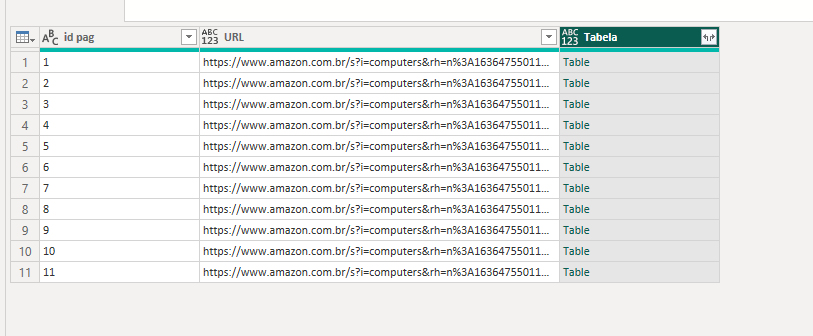 ABC id pag ABC 123 URL ABC 123 Tabela
1 1 https://www.amazon.com.br/s?i=computers&rh=n%3A16364755011... Table
2 2 https://www.amazon.com.br/s?i=computers&rh=n%3A16364755011... Table
3 3 https://www.amazon.com.br/s?i=computers&rh=n%3A16364755011... Table
4 4 https://www.amazon.com.br/s?i=computers&rh=n%3A16364755011... Table
5 5 https://www.amazon.com.br/s?i=computers&rh=n%3A16364755011... Table
6 6 https://www.amazon.com.br/s?i=computers&rh=n%3A16364755011... Table
7 7 https://www.amazon.com.br/s?i=computers&rh=n%3A16364755011... Table
8 8 https://www.amazon.com.br/s?i=computers&rh=n%3A16364755011... Table
9 9 https://www.amazon.com.br/s?i=computers&rh=n%3A16364755011... Table
10 10 https://www.amazon.com.br/s?i=computers&rh=n%3A16364755011... Table
11 11 https://www.amazon.com.br/s?i=computers&rh=n%3A16364755011... Table